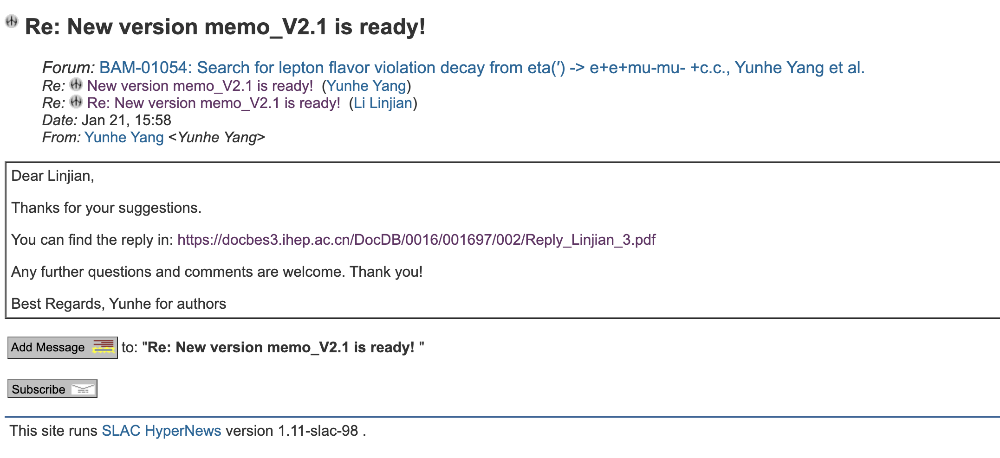 Re: New version memo_V2.1 is ready!
Forum: BAM-01054: Search for lepton flavor violation decay from eta(′) -> e+e+mu-mu- +c.c., Yunhe Yang et al.
Re: New version memo_V2.1 is ready! (Yunhe Yang)
Re: Re: New version memo_V2.1 is ready! (Li Linjian)
Date: Jan 21, 15:58
From: Yunhe Yang <Yunhe Yang>
Dear Linjian,
Thanks for your suggestions.
You can find the reply in: https://docbes3.ihep.ac.cn/DocDB/0016/001697/002/Reply_Linjian_3.pdf
Any further questions and comments are welcome. Thank you!
Best Regards, Yunhe for authors
Add Message to: "Re: New version memo_V2.1 is ready! "
Subscribe
This site runs SLAC HyperNews version 1.11-slac-98 .